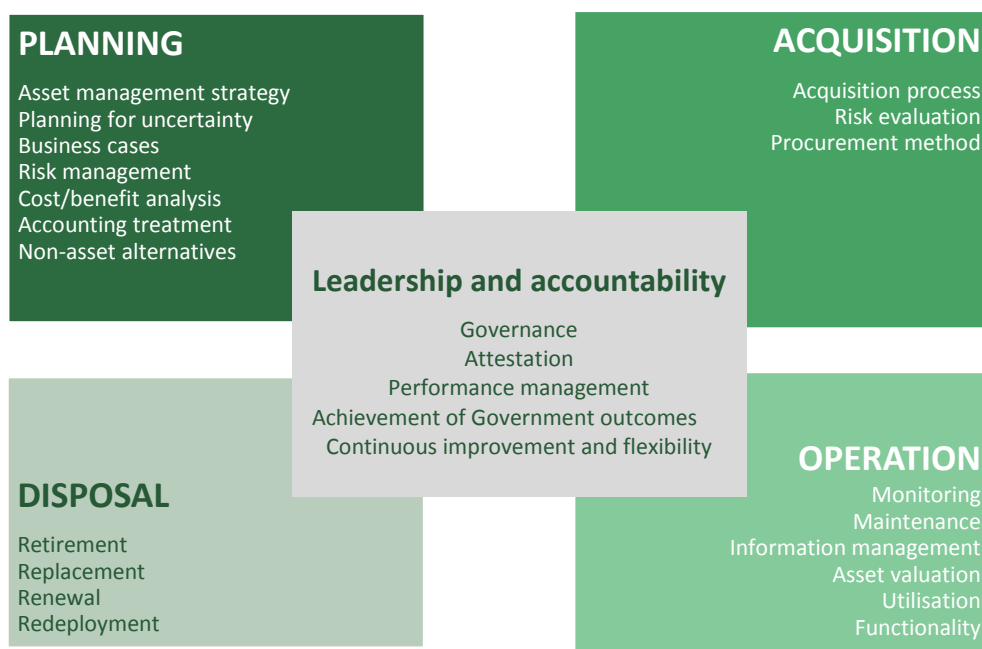 PLANNING
Asset management strategy
Planning for uncertainty
Business cases
Risk management
Cost/benefit analysis
Accounting treatment
Non-asset alternatives
ACQUISITION
Acquisition process
Risk evaluation
Procurement method
Leadership and accountability
Governance
Attestation
Performance management
Achievement of Government outcomes
Continuous improvement and flexibility
DISPOSAL
Retirement
Replacement
Renewal
Redeployment
OPERATION
Monitoring
Maintenance
Information management
Asset valuation
Utilisation
Functionality